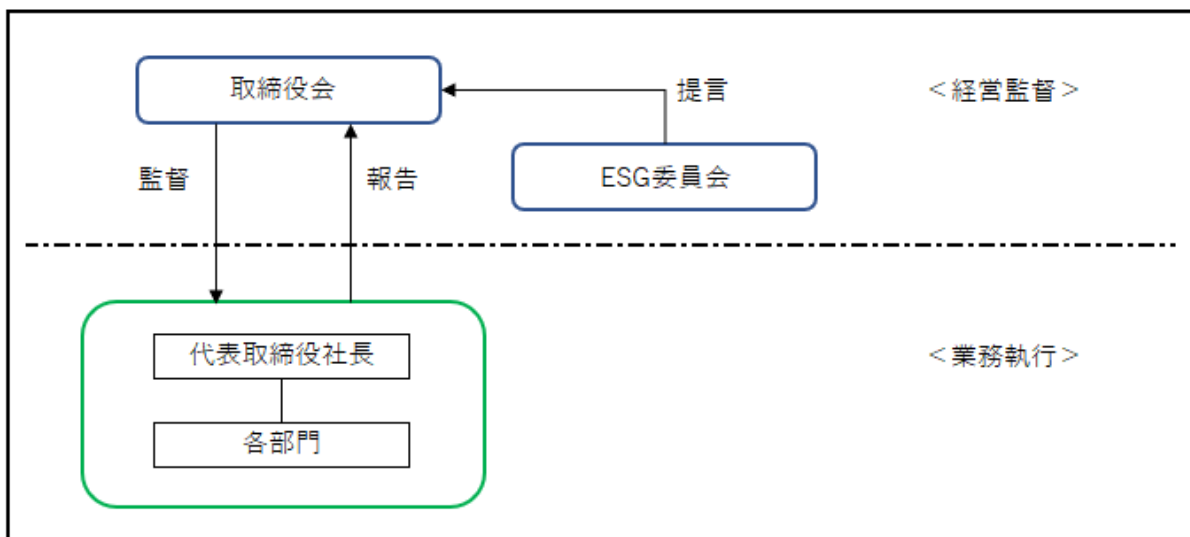 取締役会
提言
＜経営監督＞
ESG委員会
監督
報告
代表取締役社長
＜業務執行＞
各部門